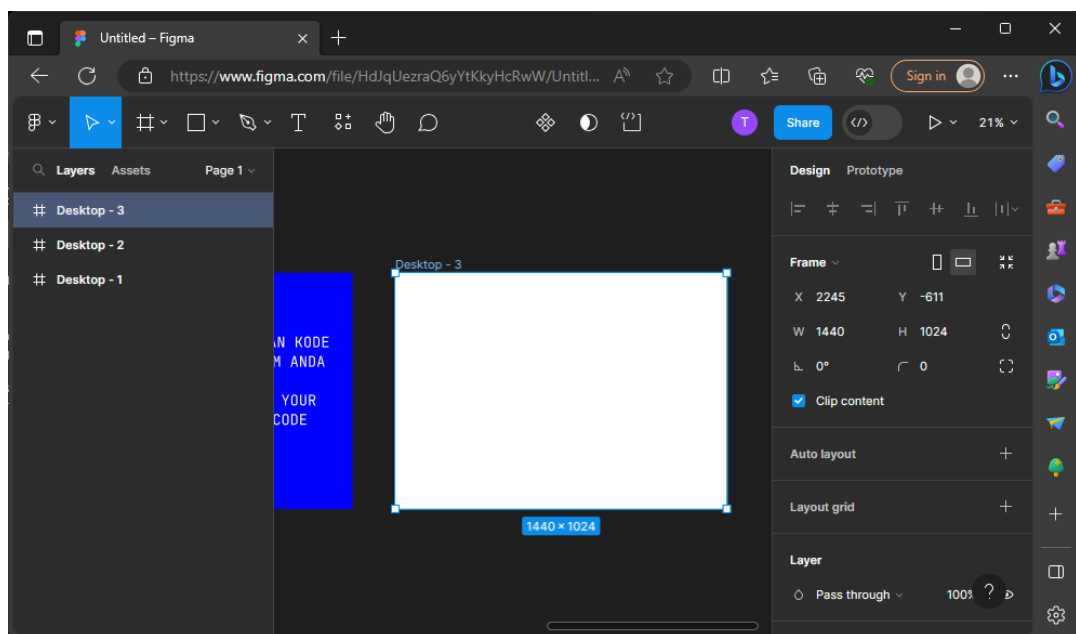 Untitled – Figma
https://www.figma.com/file/HdJqUezraQ6yYtKkyHcRwW/Untitl...
Sign in
T
Share
21%
Layers Assets Page 1
Desktop - 3
Desktop - 2
Desktop - 1
AN KODE
M ANDA
YOUR
CODE
Desktop - 3
1440 × 1024
Design Prototype
Frame
X 2245 Y -611
W 1440 H 1024
0° 0
Clip content
Auto layout
Layout grid
Layer
Pass through 100%
?